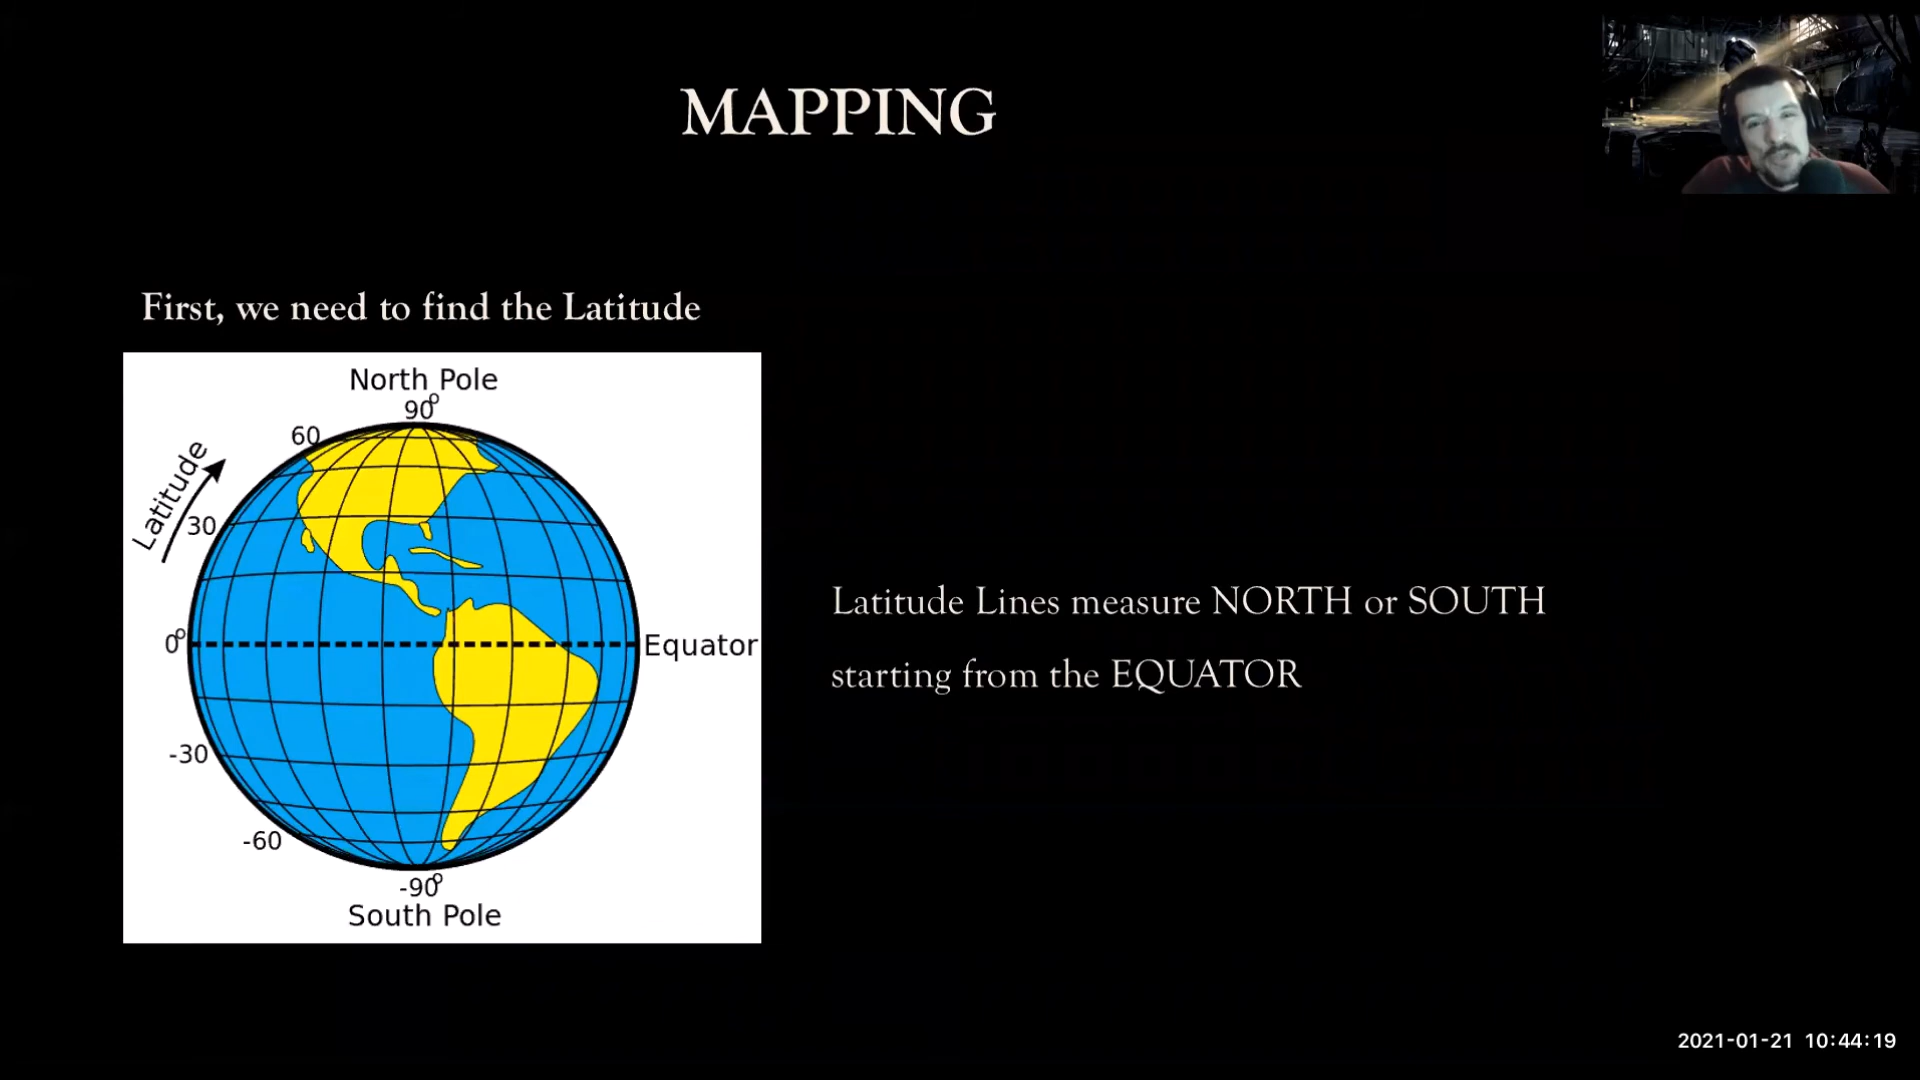 MAPPING
First, we need to find the Latitude
North Pole
90°
60
Latitude
30
0°
Equator
-30
-60
-90°
South Pole
Latitude Lines measure NORTH or SOUTH
starting from the EQUATOR
2021-01-21 10:44:19